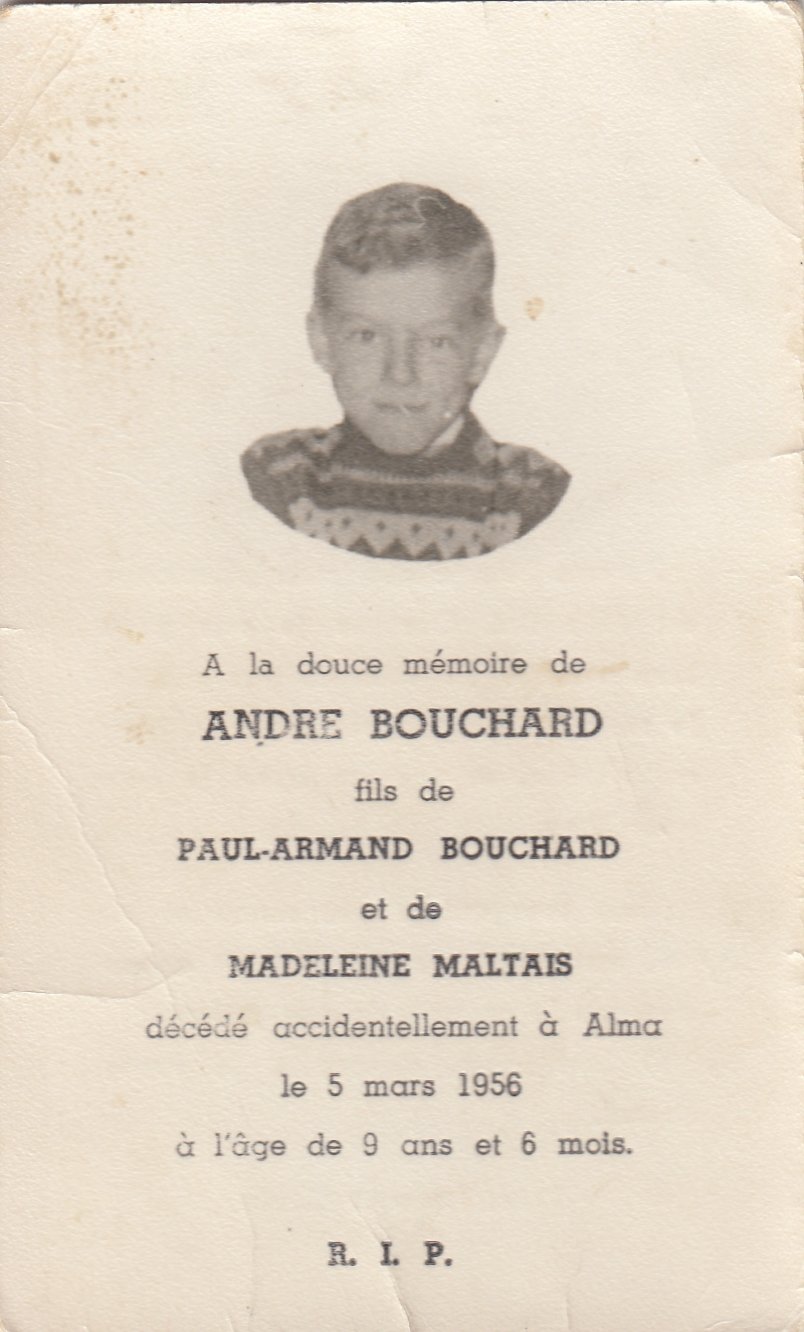 A la douce mémoire de
ANDRE BOUCHARD
fils de
PAUL-ARMAND BOUCHARD
et de
MADELEINE MALTAIS
décédé accidentellement à Alma
le 5 mars 1956
à l'âge de 9 ans et 6 mois.
R. I. P.